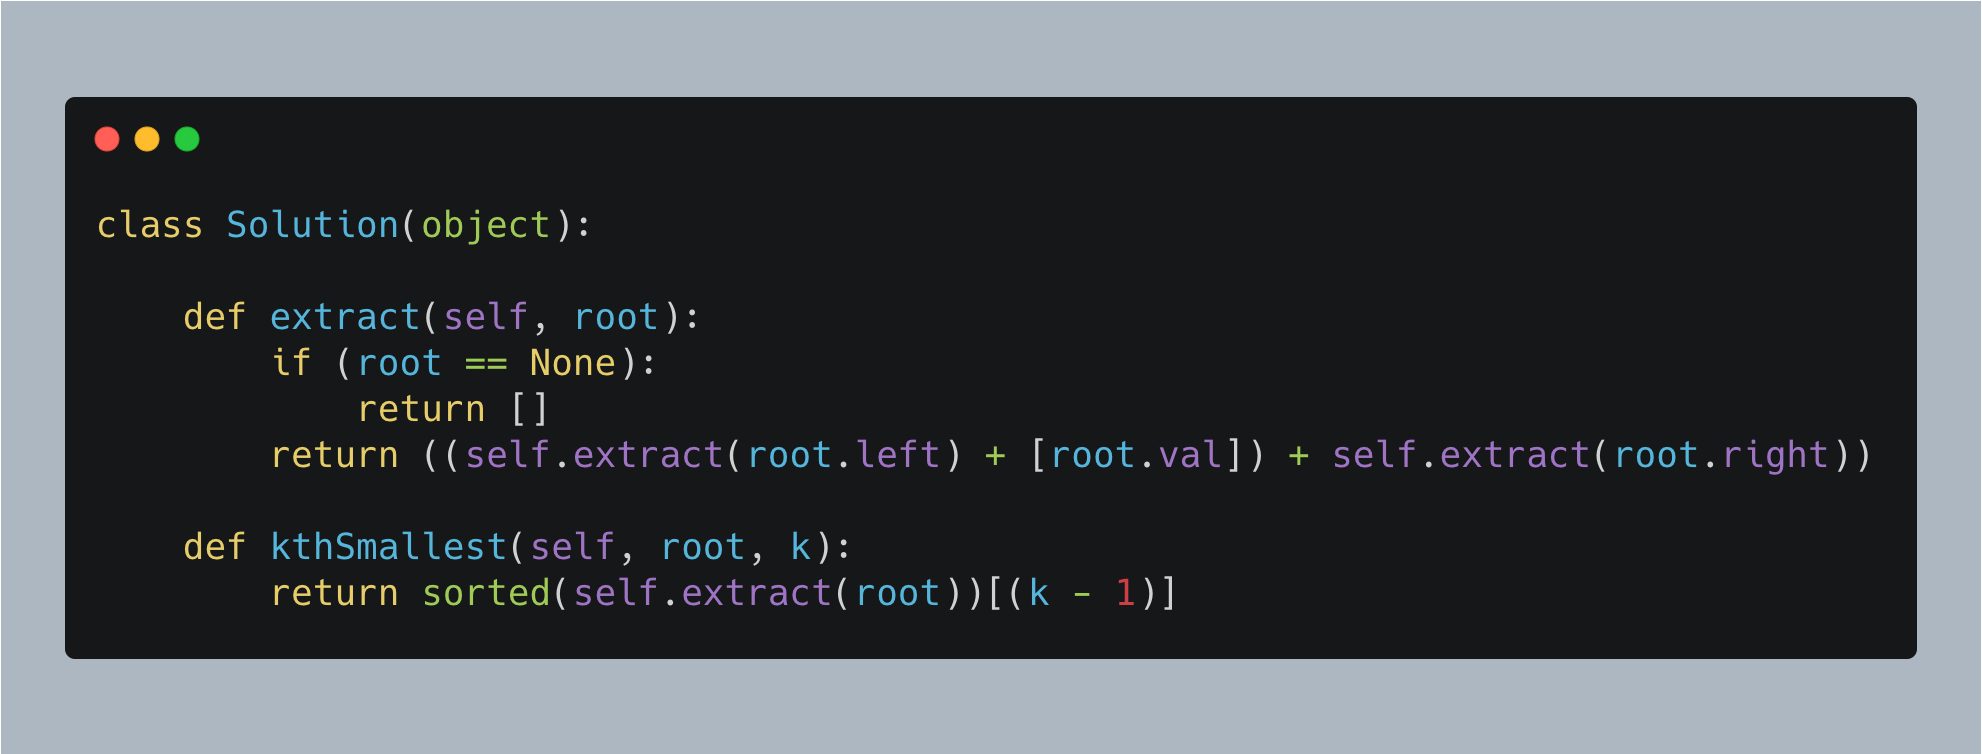 class Solution(object):
    def extract(self, root):
        if (root == None):
            return []
        return ((self.extract(root.left) + [root.val]) + self.extract(root.right))
    def kthSmallest(self, root, k):
        return sorted(self.extract(root))[(k - 1)]